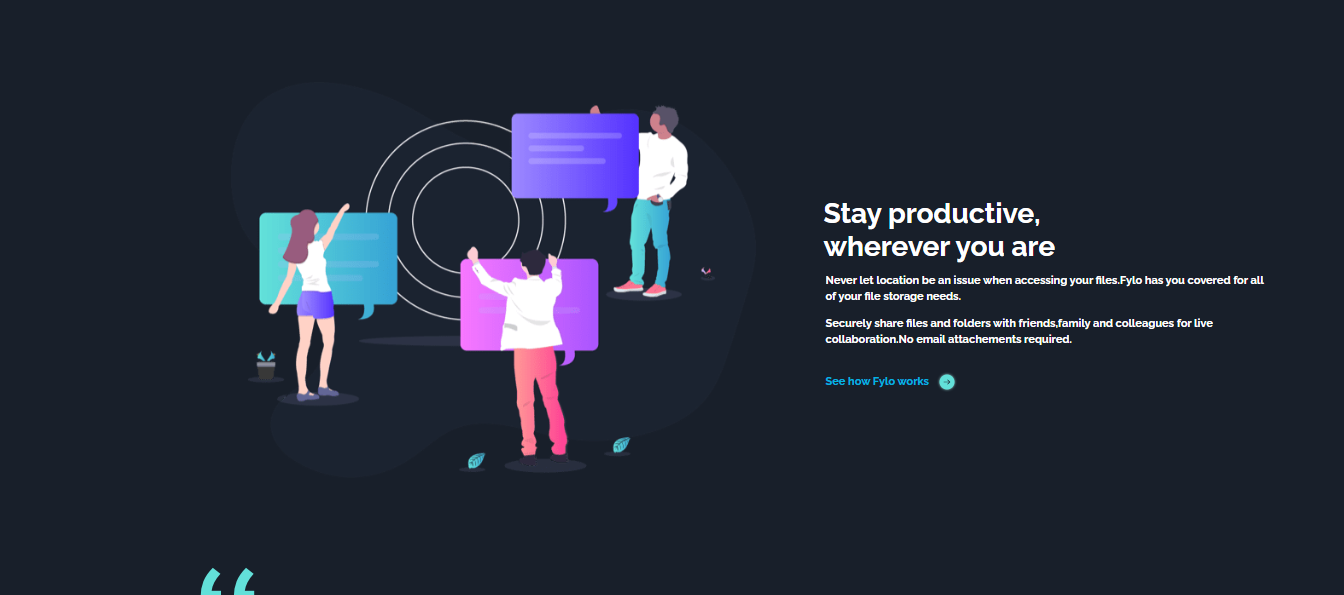 Stay productive,
wherever you are
Never let location be an issue when accessing your files.Fylo has you covered for all
of your file storage needs.
Securely share files and folders with friends,family and colleagues for live
collaboration.No email attachements required.
See how Fylo works
“